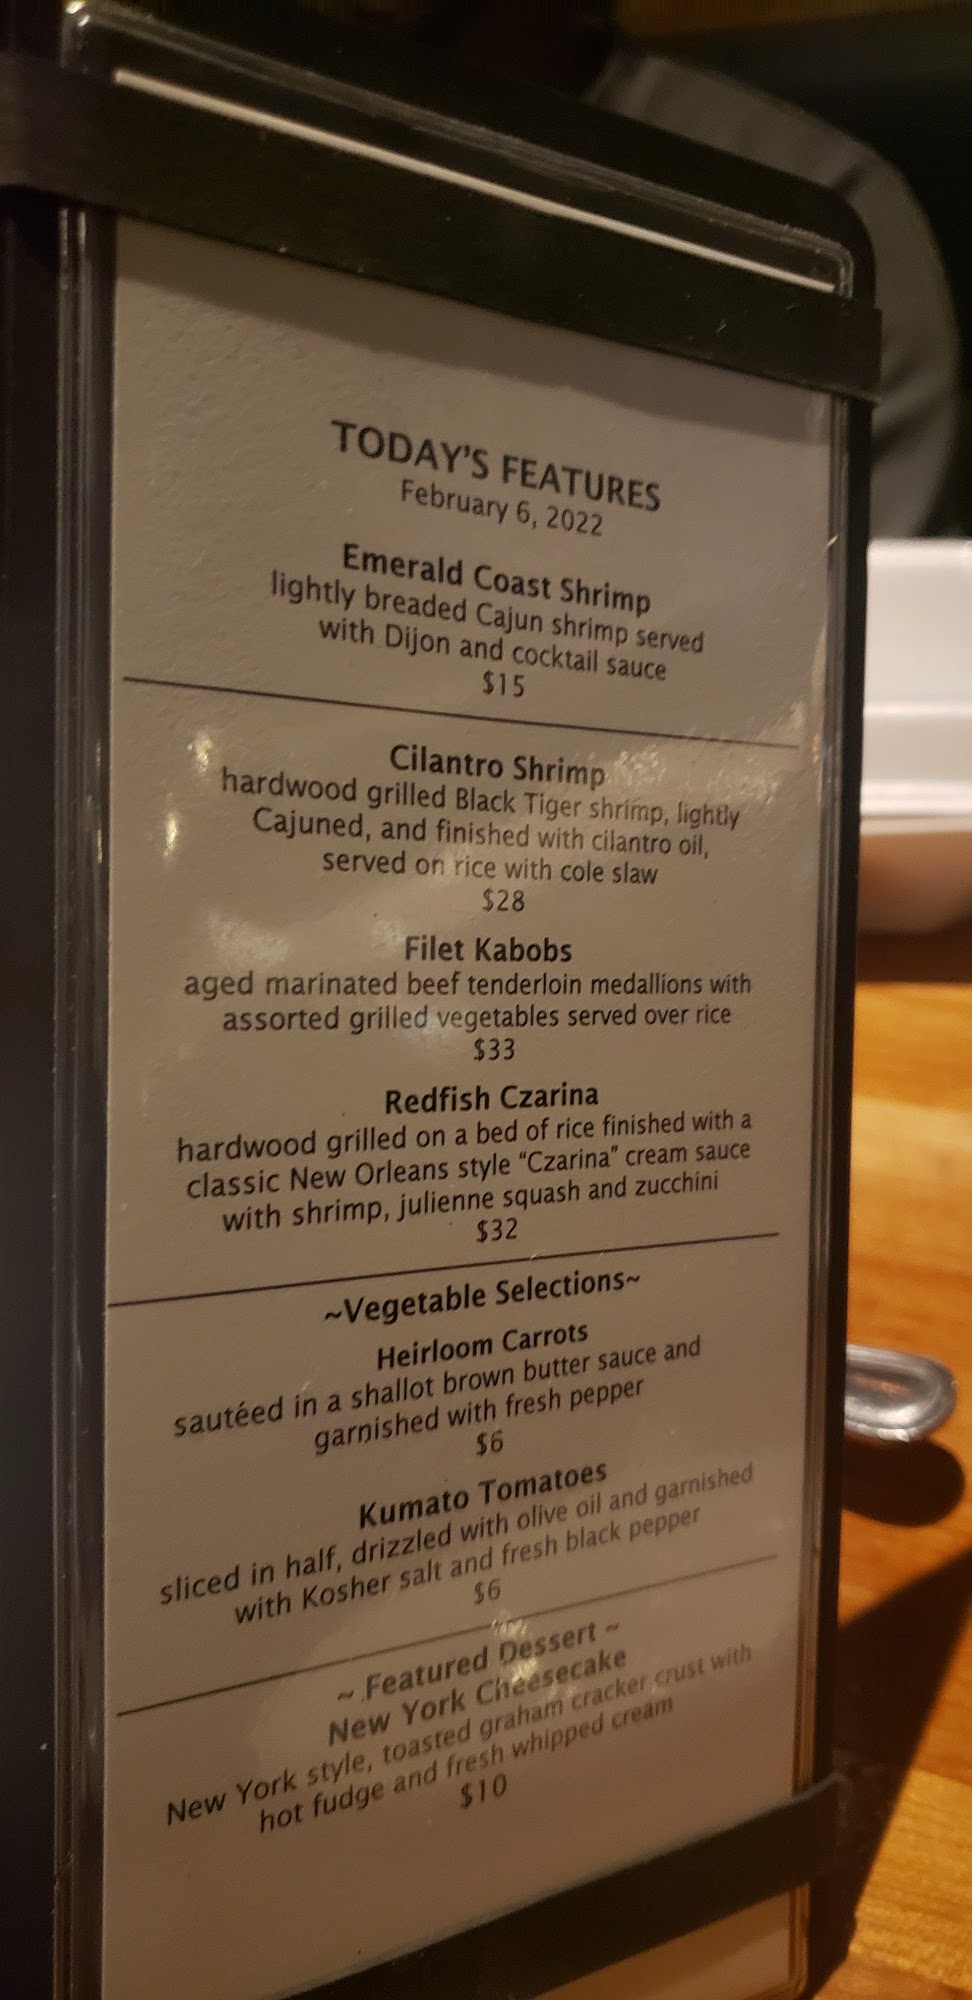 TODAY'S FEATURES
February 6, 2022
Emerald Coast Shrimp
lightly breaded Cajun shrimp served
with Dijon and cocktail sauce
$15
Cilantro Shrimp
hardwood grilled Black Tiger shrimp, lightly
Cajuned, and finished with cilantro oil,
served on rice with cole slaw
$28
Filet Kabobs
aged marinated beef tenderloin medallions with
assorted grilled vegetables served over rice
$33
Redfish Czarina
hardwood grilled on a bed of rice finished with a
classic New Orleans style “Czarina” cream sauce
with shrimp, julienne squash and zucchini
$32
~Vegetable Selections~
Heirloom Carrots
sautéed in a shallot brown butter sauce and
garnished with fresh pepper
$6
Kumato Tomatoes
sliced in half, drizzled with olive oil and garnished
with Kosher salt and fresh black pepper
$6
~ Featured Dessert ~
New York Cheesecake
New York style, toasted graham cracker crust with
hot fudge and fresh whipped cream
$10